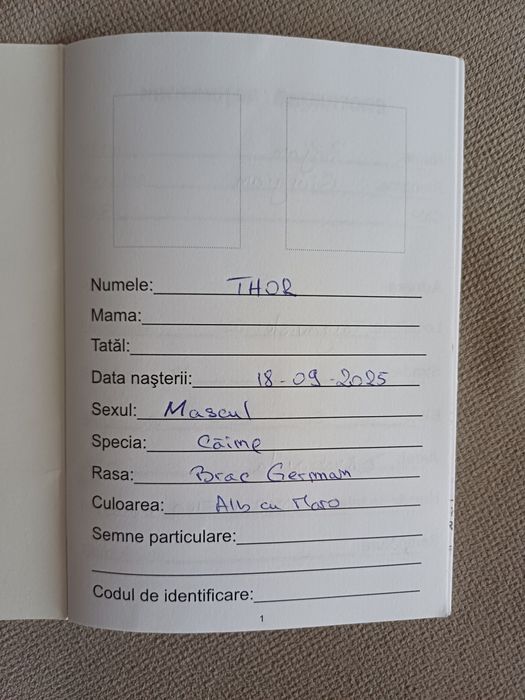 Numele: THOR
Mama:
Tatăl:
Data nașterii: 18-09-2025
Sexul: Mascul
Specia: Câine
Rasa: Brac German
Culoarea: Alb cu Maro
Semne particulare:
Codul de identificare:
1